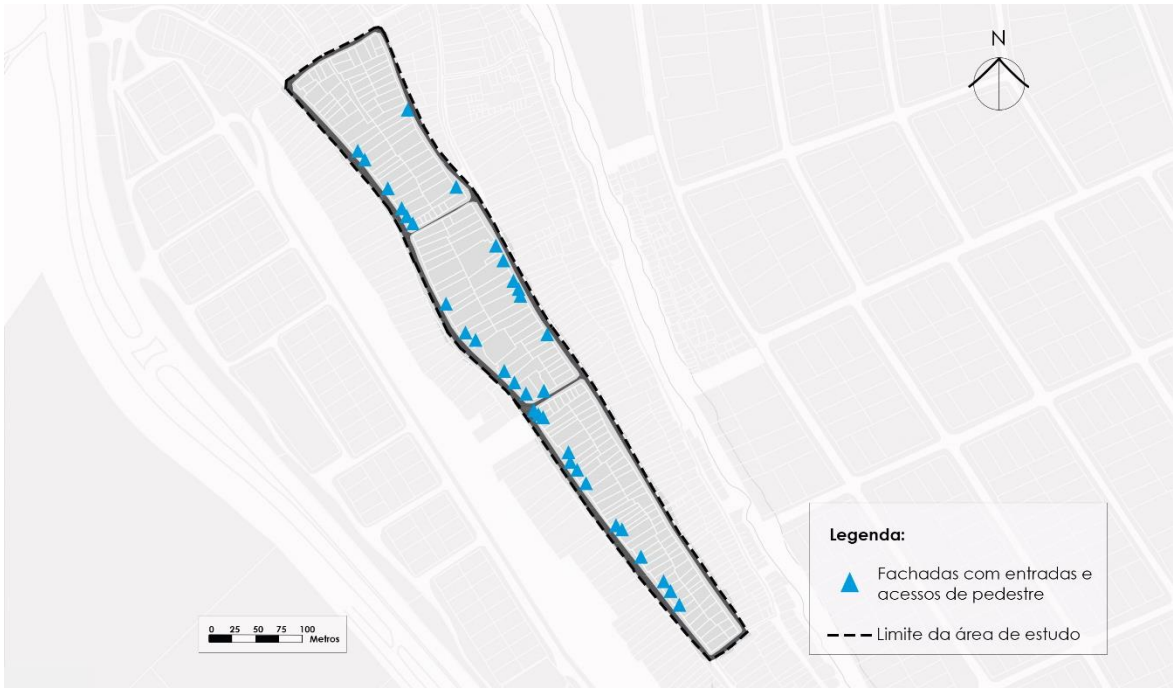 N
Legenda:
Fachadas com entradas e
acessos de pedestre
Limite da área de estudo
0 25 50 75 100
Metros